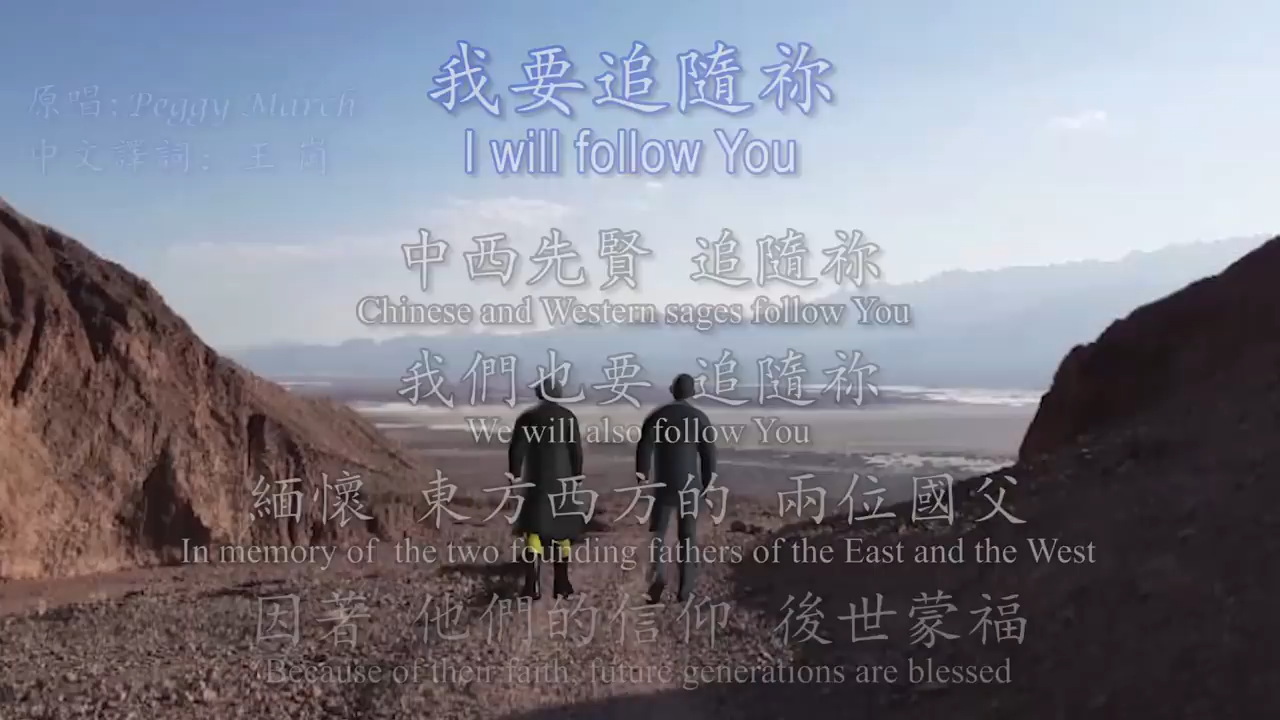 我要追隨祢
I will follow You
原唱:Peggy March
中文譯詞：王 尚
中西先賢 追隨祢
Chinese and Western sages follow You
我們也要 追隨祢
We will also follow You
緬懷 東方西方的 兩位國父
In memory of the two founding fathers of the East and the West
因著 他們的信仰 後世蒙福
Because of their faith, future generations are blessed